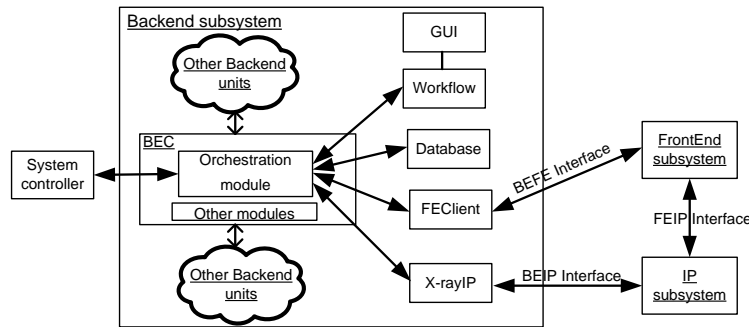 Backend subsystem
GUI
Other Backend
units
Workflow
BEC
Orchestration
module
Database
FrontEnd
subsystem
System
controller
BEFE Interface
Other modules
FEClient
FEIP Interface
Other Backend
units
X-rayIP
BEIP Interface
IP
subsystem